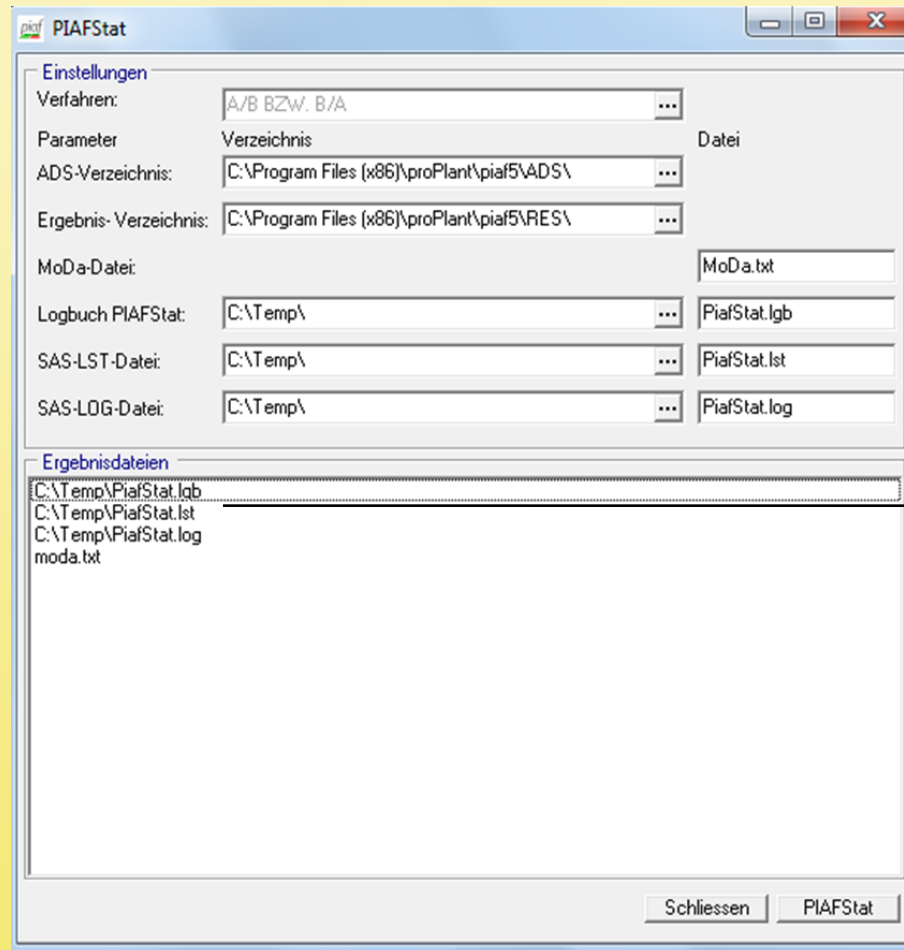 piaf PIAFStat
Einstellungen
Verfahren: A/B BZW. B/A ...
Parameter Verzeichnis Datei
ADS-Verzeichnis: C:\Program Files (x86)\proPlant\piaf5\ADS\ ...
Ergebnis- Verzeichnis: C:\Program Files (x86)\proPlant\piaf5\RES\ ...
MoDa-Datei: MoDa.txt
Logbuch PIAFStat: C:\Temp\ ... PiafStat.lgb
SAS-LST-Datei: C:\Temp\ ... PiafStat.lst
SAS-LOG-Datei: C:\Temp\ ... PiafStat.log
Ergebnisdateien
C:\Temp\PiafStat.lgb
C:\Temp\PiafStat.lst
C:\Temp\PiafStat.log
moda.txt
Schliessen PIAFStat